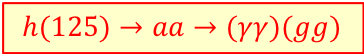 h(125) → aa → (γγ)(gg)